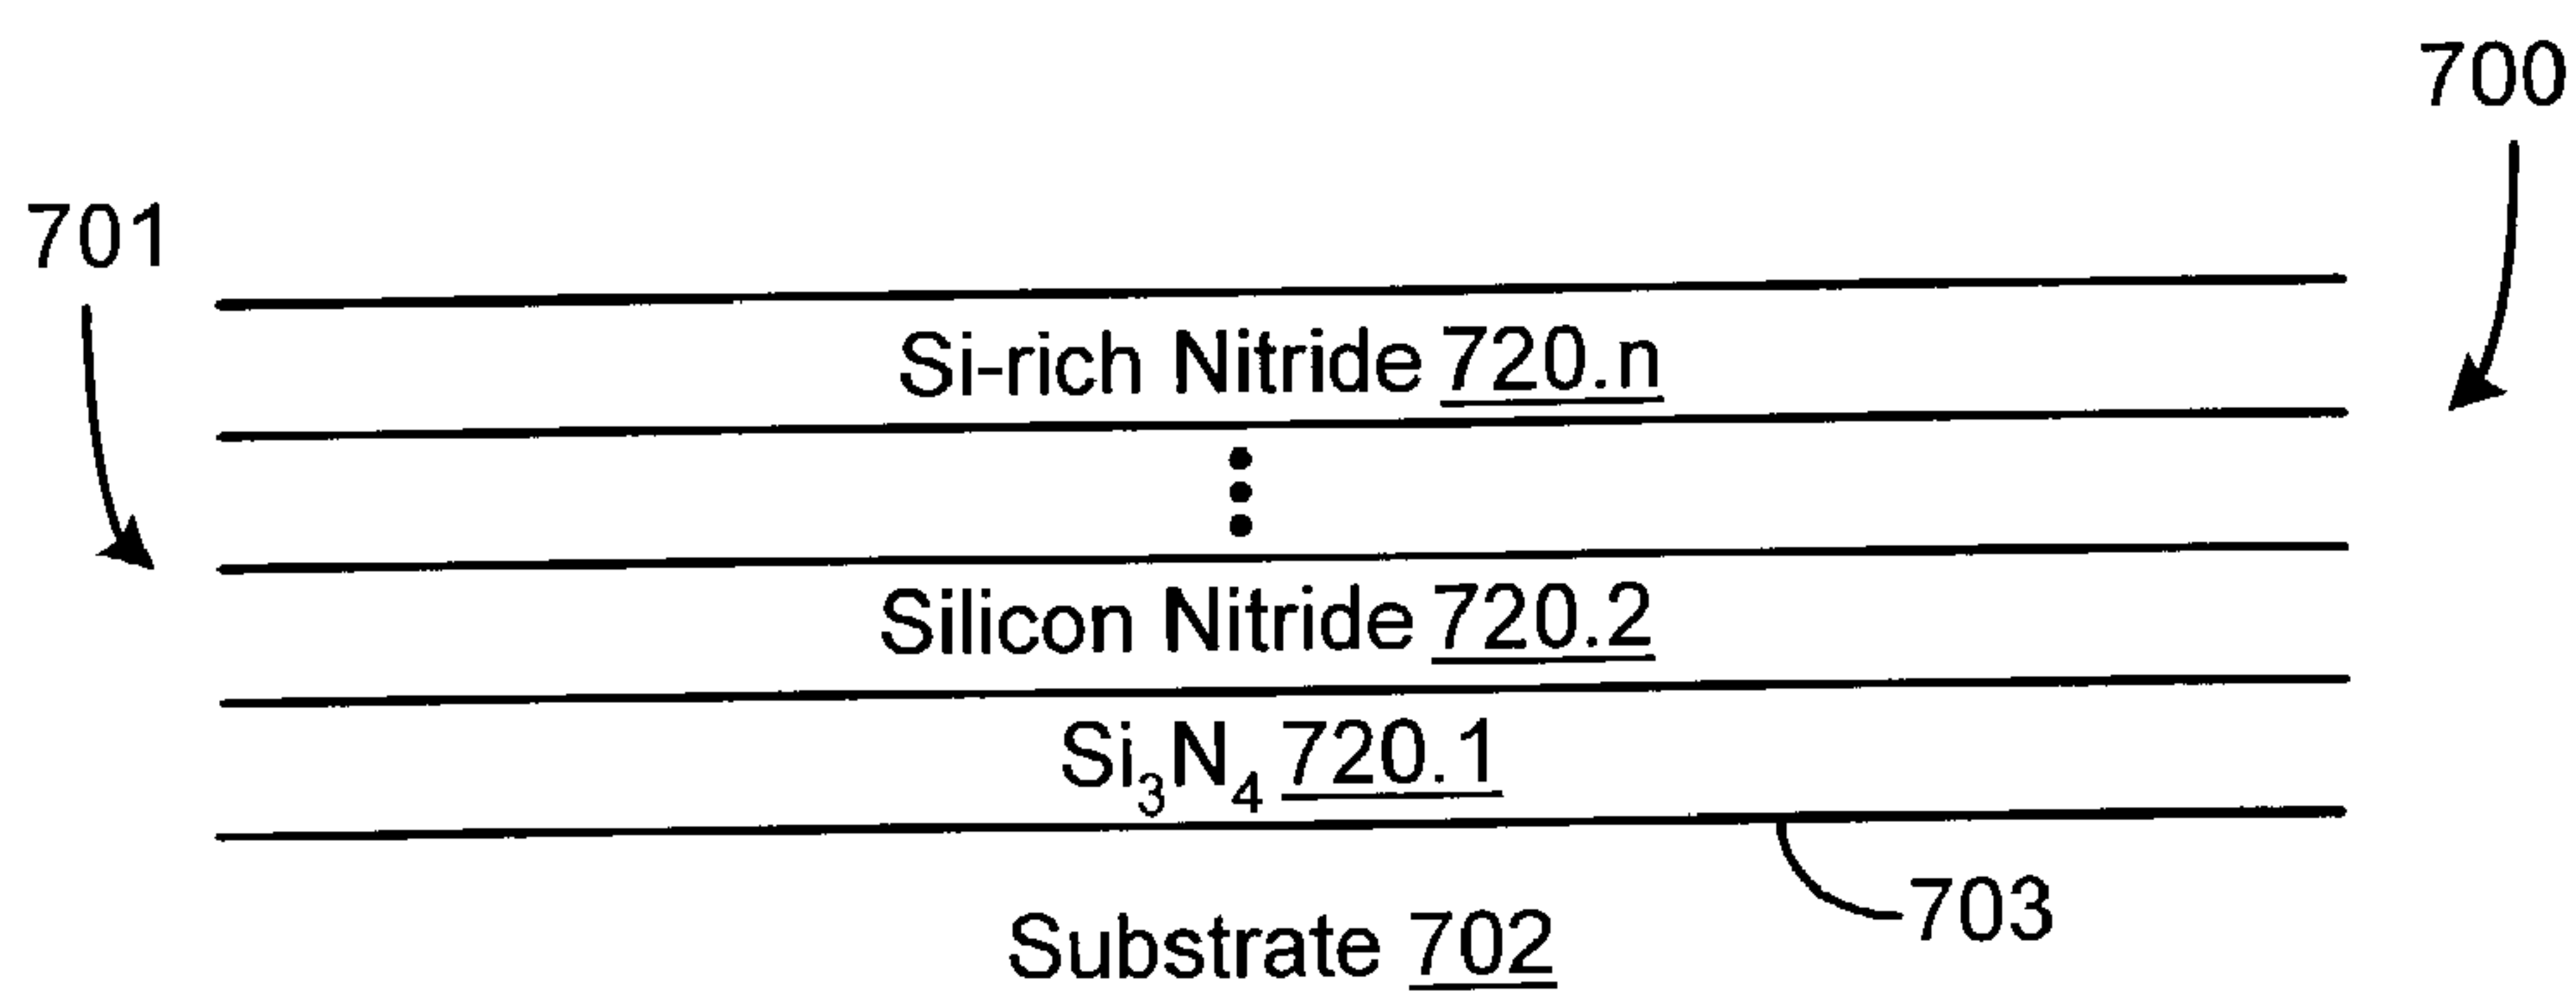 700
701
Si-rich Nitride 720.n
Silicon Nitride 720.2
Si₃N₄ 720.1
703
Substrate 702